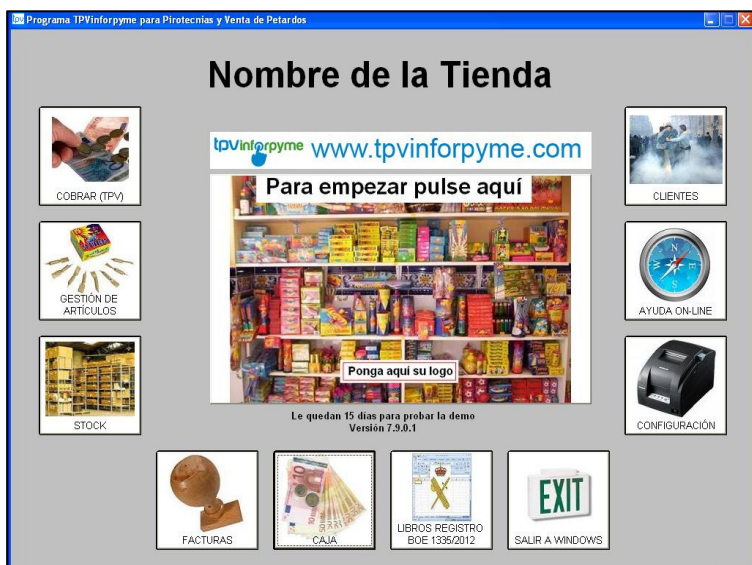 tpv Programa TPVinforpyme para Pirotecnías y Venta de Petardos
Nombre de la Tienda
COBRAR (TPV)
tpvinforpyme www.tpvinforpyme.com
CLIENTES
Para empezar pulse aquí
GESTIÓN DE
ARTÍCULOS
AYUDA ON-LINE
Ponga aquí su logo
STOCK
CONFIGURACIÓN
Le quedan 15 días para probar la demo
Versión 7.9.0.1
FACTURAS
CAJA
LIBROS REGISTRO
BOE 1335/2012
EXIT
SALIR A WINDOWS